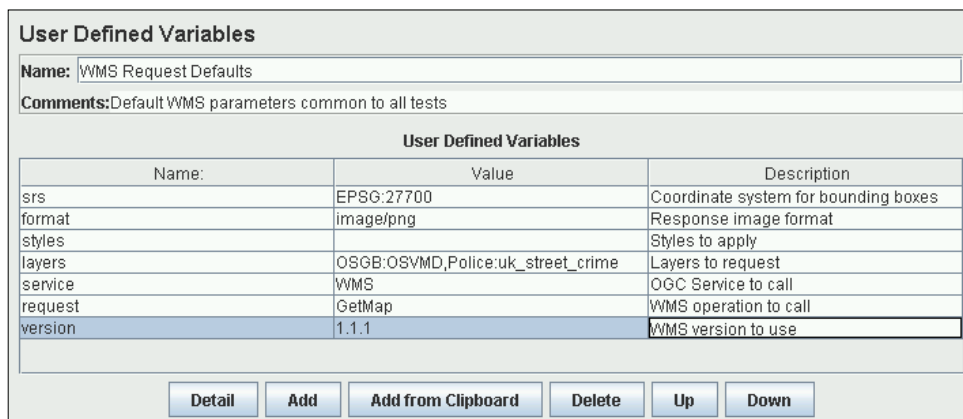 User Defined Variables
Name: WMS Request Defaults
Comments:Default WMS parameters common to all tests
User Defined Variables
Name: Value Description
srs EPSG:27700 Coordinate system for bounding boxes
format image/png Response image format
styles Styles to apply
layers OSGB:OSVMD,Police:uk_street_crime Layers to request
service WMS OGC Service to call
request GetMap WMS operation to call
version 1.1.1 WMS version to use
Detail Add Add from Clipboard Delete Up Down